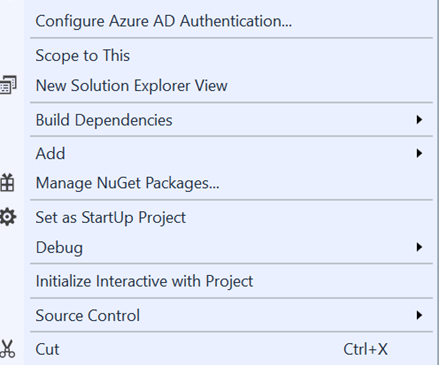 Configure Azure AD Authentication...
Scope to This
New Solution Explorer View
Build Dependencies
Add
Manage NuGet Packages...
Set as StartUp Project
Debug
Initialize Interactive with Project
Source Control
Cut Ctrl+X